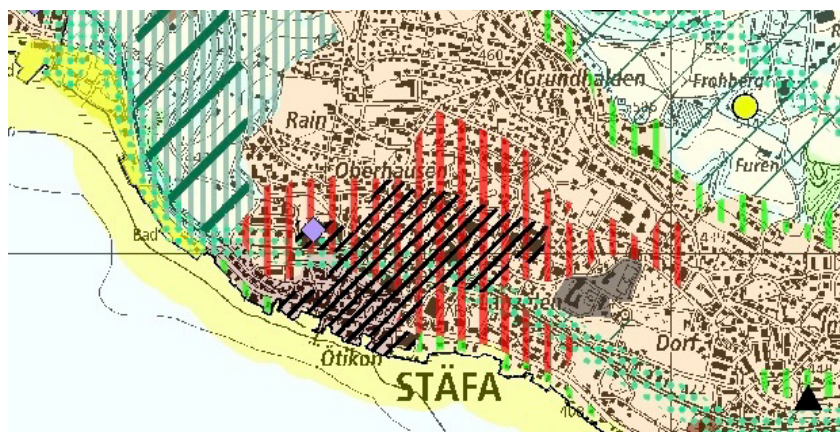 Grundhalden
Frohberg
Rain
Oberhausen
Furen
Bad
Ötikon
Dorf
STÄFA